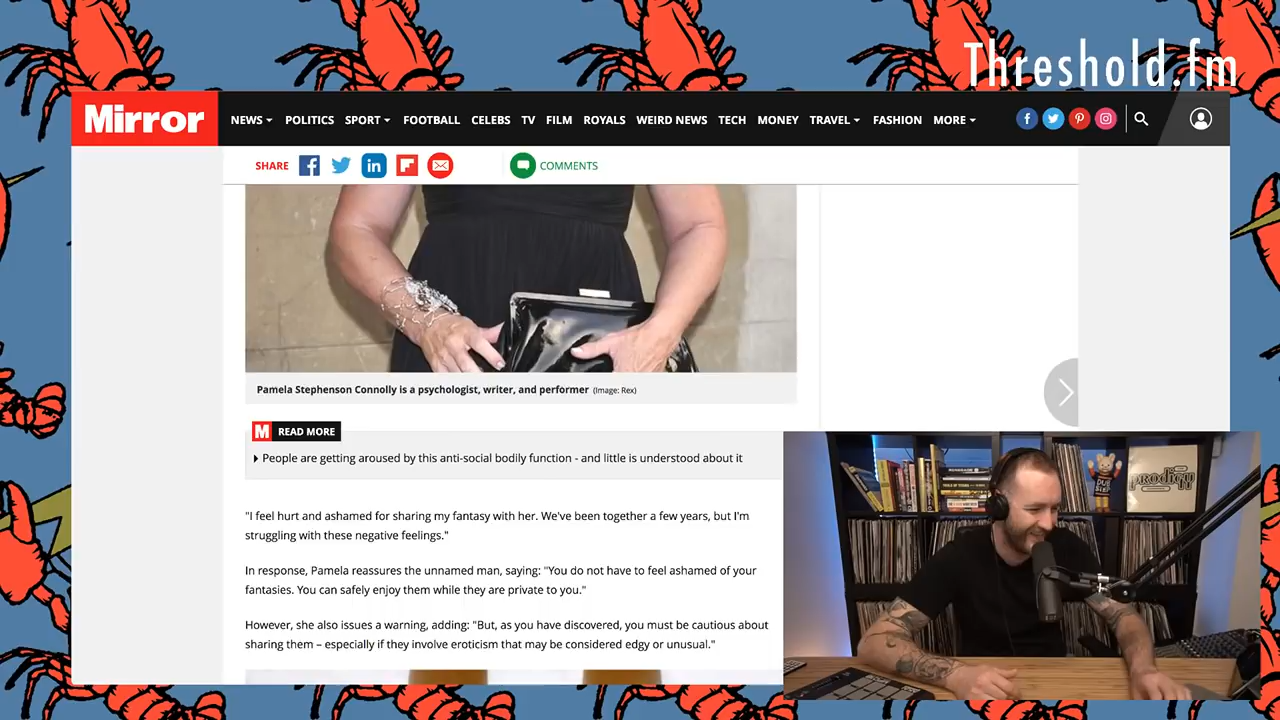 Threshold.fm
Mirror NEWS POLITICS SPORT FOOTBALL CELEBS TV FILM ROYALS WEIRD NEWS TECH MONEY TRAVEL FASHION MORE
SHARE COMMENTS
Pamela Stephenson Connolly is a psychologist, writer, and performer (Image: Rex)
M READ MORE
People are getting aroused by this anti-social bodily function - and little is understood about it
"I feel hurt and ashamed for sharing my fantasy with her. We've been together a few years, but I'm
struggling with these negative feelings."
In response, Pamela reassures the unnamed man, saying: "You do not have to feel ashamed of your
fantasies. You can safely enjoy them while they are private to you."
However, she also issues a warning, adding: "But, as you have discovered, you must be cautious about
sharing them – especially if they involve eroticism that may be considered edgy or unusual."
prodigy
DUB
STEP